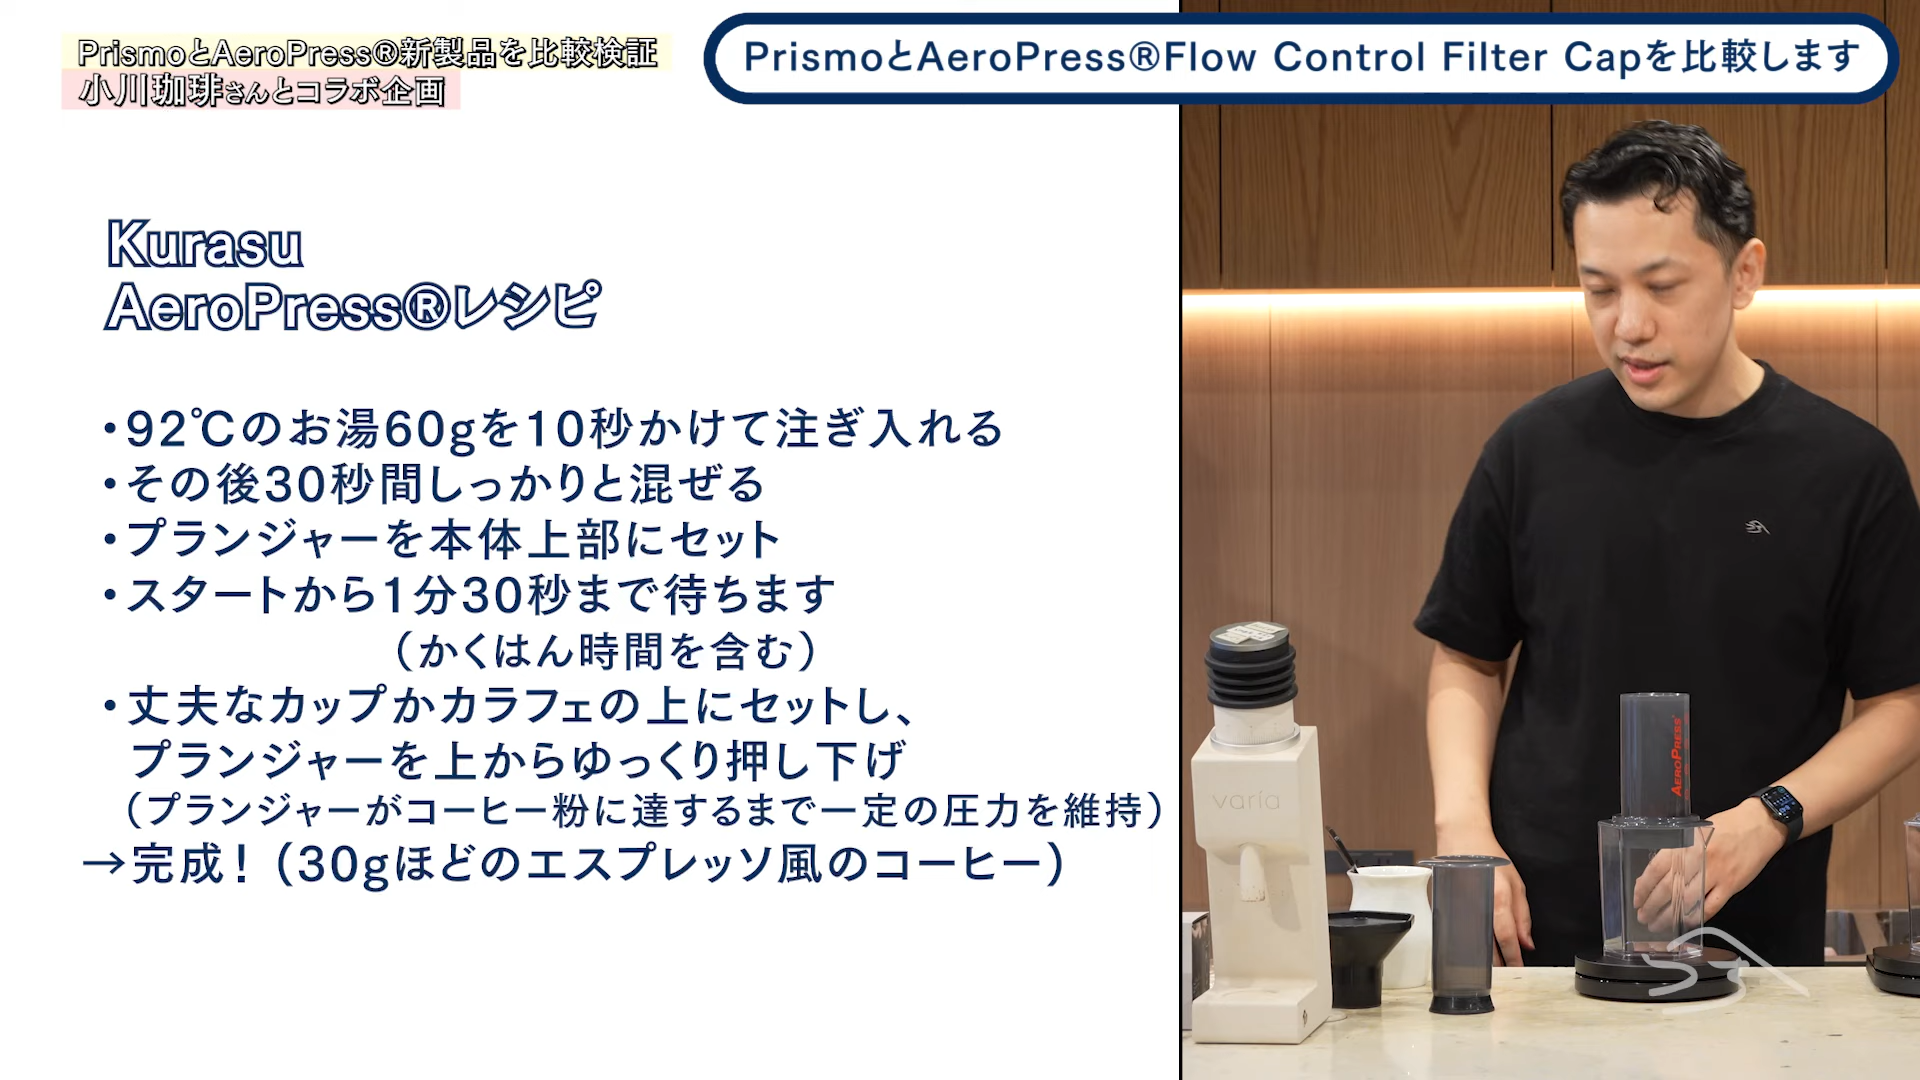 PrismoとAeroPress®新製品を比較検証
小川珈琲さんとコラボ企画
PrismoとAeroPress®Flow Control Filter Capを比較します
Kurasu
AeroPress®レシピ
・92℃のお湯60gを10秒かけて注ぎ入れる
・その後30秒間しっかりと混ぜる
・プランジャーを本体上部にセット
・スタートから1分30秒まで待ちます
（かくはん時間を含む）
・丈夫なカップかカラフェの上にセットし、
プランジャーを上からゆっくり押し下げ
（プランジャーがコーヒー粉に達するまで一定の圧力を維持）
→完成！（30gほどのエスプレッソ風のコーヒー）
varia
AEROPRESS